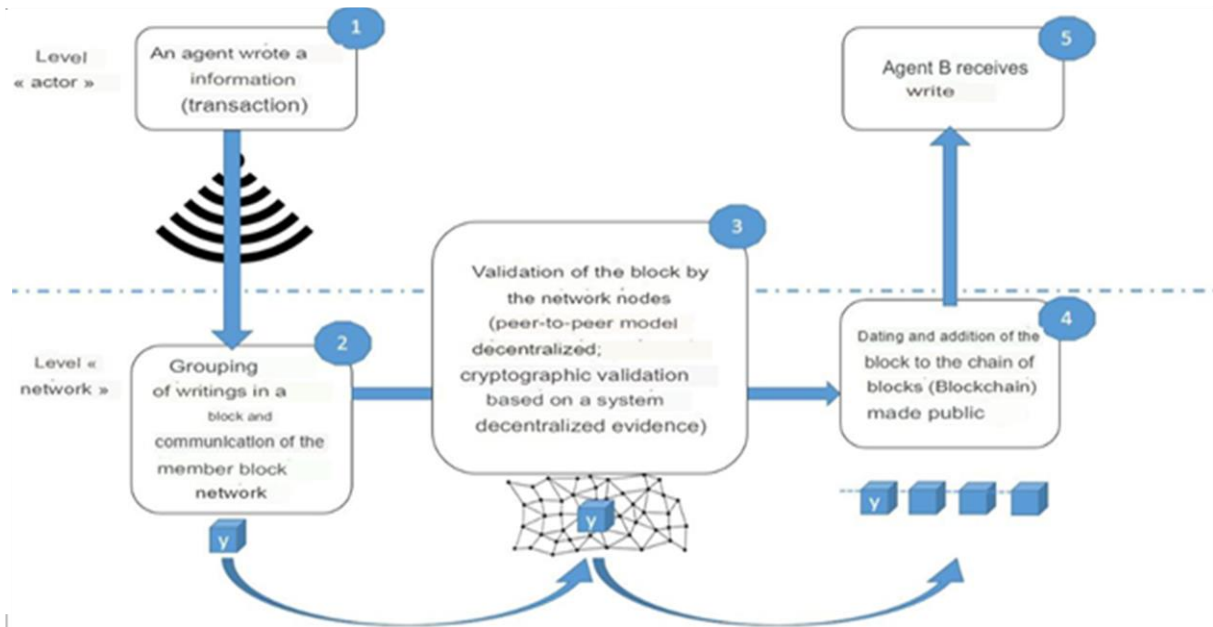 Level
« actor »
1
An agent wrote a
information
(transaction)
5
Agent B receives
write
Level «
network »
2
Grouping
of writings in a
block and
communication of the
member block
network
3
Validation of the block by
the network nodes
(peer-to-peer model
decentralized;
cryptographic validation
based on a system
decentralized evidence)
4
Dating and addition of the
block to the chain of
blocks (Blockchain)
made public
y
y
y